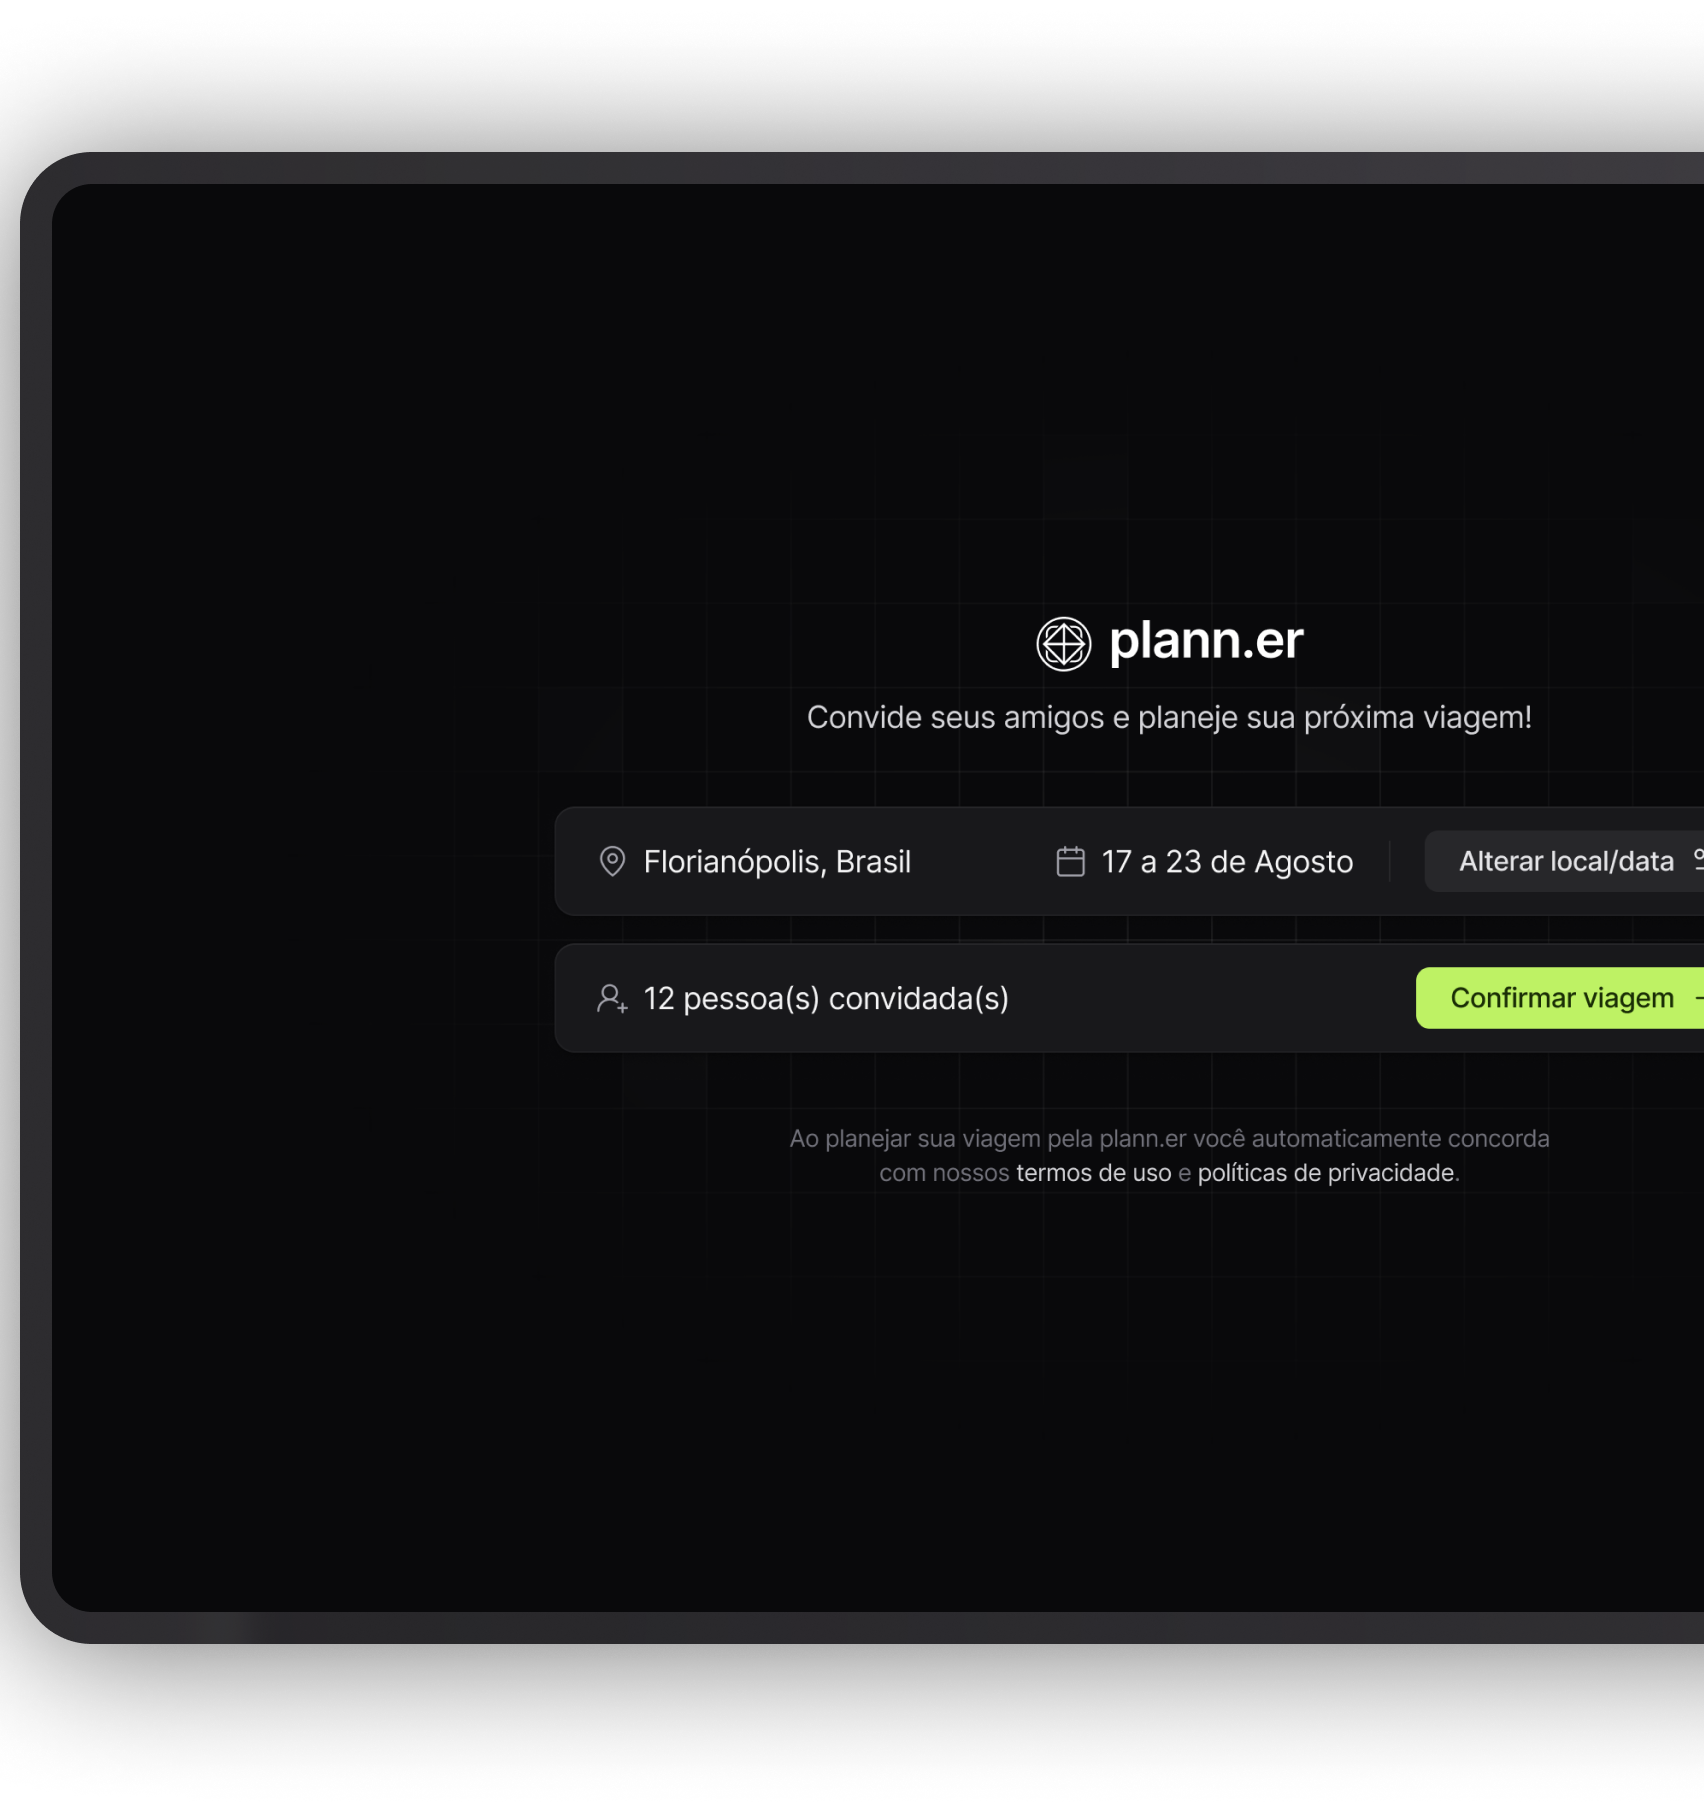 plann.er
Convide seus amigos e planeje sua próxima viagem!
Florianópolis, Brasil
17 a 23 de Agosto
Alterar local/data
12 pessoa(s) convidada(s)
Confirmar viagem
Ao planejar sua viagem pela plann.er você automaticamente concorda
com nossos termos de uso e políticas de privacidade.